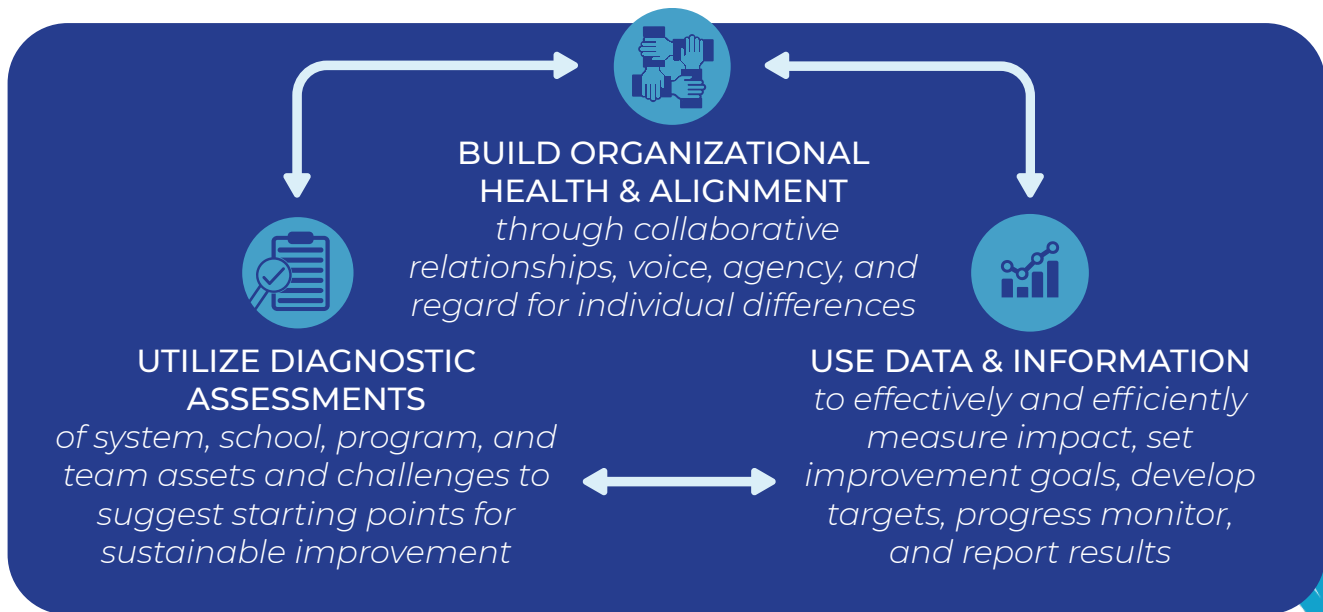 BUILD ORGANIZATIONAL
HEALTH & ALIGNMENT
through collaborative
relationships, voice, agency, and
regard for individual differences
UTILIZE DIAGNOSTIC
ASSESSMENTS
of system, school, program, and
team assets and challenges to
suggest starting points for
sustainable improvement
USE DATA & INFORMATION
to effectively and efficiently
measure impact, set
improvement goals, develop
targets, progress monitor,
and report results